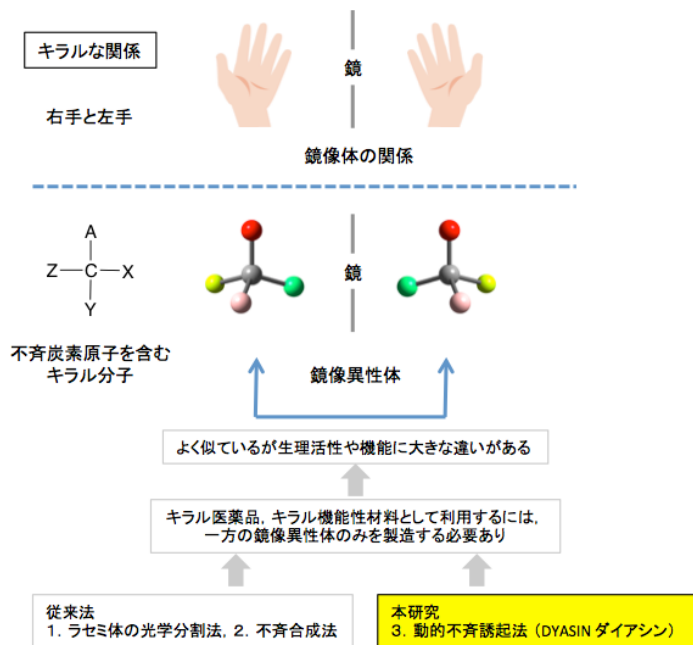 キラルな関係
鏡
右手と左手
鏡像体の関係
A
Z—C—X
Y
鏡
不斉炭素原子を含む
キラル分子
鏡像異性体
よく似ているが生理活性や機能に大きな違いがある
キラル医薬品，キラル機能性材料として利用するには，
一方の鏡像異性体のみを製造する必要あり
従来法
1．ラセミ体の光学分割法，2．不斉合成法
本研究
3．動的不斉誘起法（DYASIN ダイアシン）